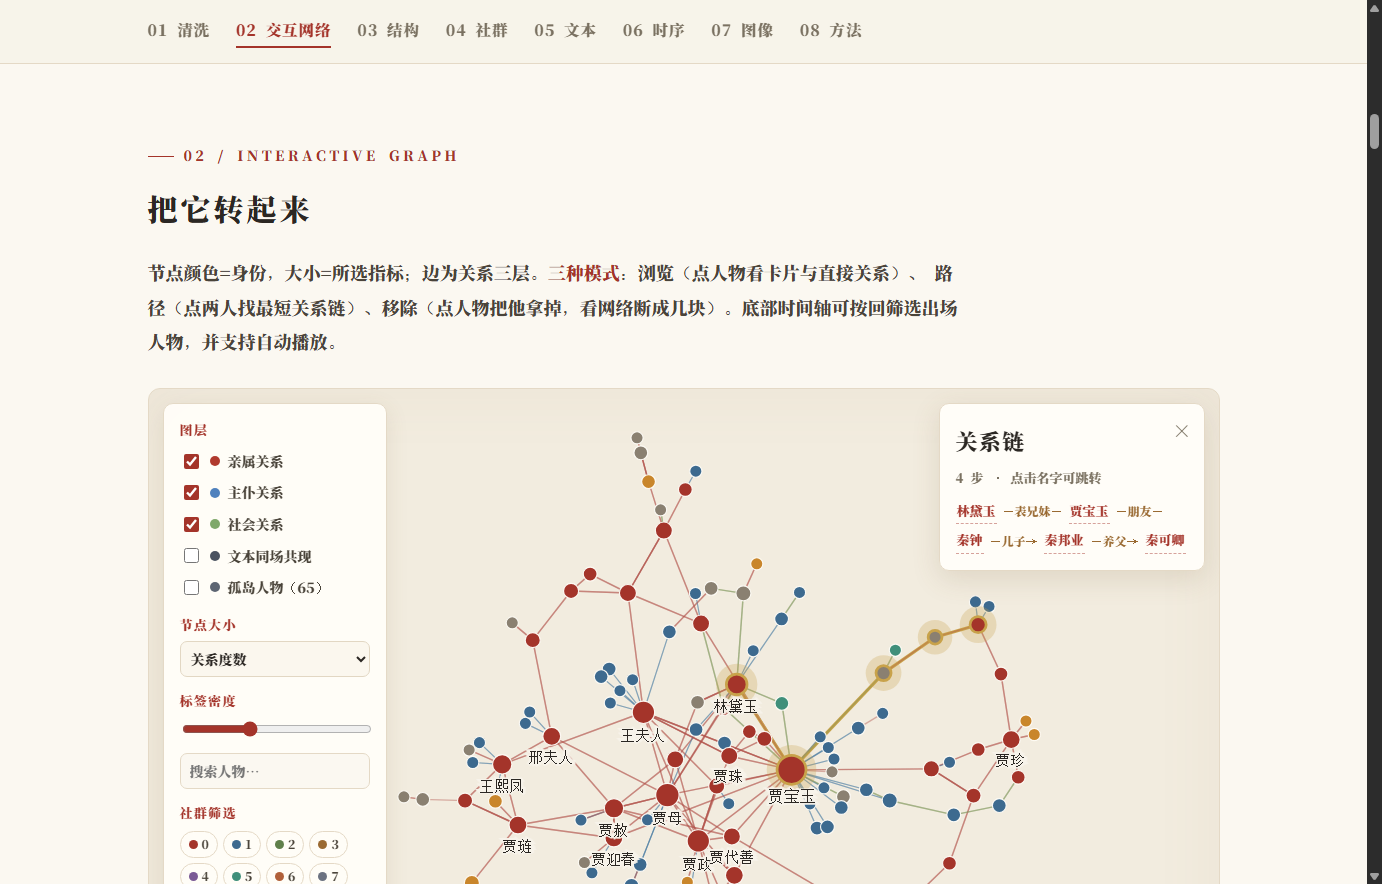 01 清洗 02 交互网络 03 结构 04 社群 05 文本 06 时序 07 图像 08 方法
02 / INTERACTIVE GRAPH
把它转起来
节点颜色=身份，大小=所选指标；边为关系三层。三种模式：浏览（点人物看卡片与直接关系）、 路
径（点两人找最短关系链）、移除（点人物把他拿掉，看网络断成几块）。底部时间轴可按回筛选出场
人物，并支持自动播放。
图层
亲属关系
主仆关系
社会关系
文本同场共现
孤岛人物（65）
节点大小
关系度数
标签密度
搜索人物…
社群筛选
0 1 2 3
4 5 6 7
关系链
4 步 · 点击名字可跳转
林黛玉 —表兄妹— 贾宝玉 —朋友—
秦钟 —儿子→ 秦邦业 —养父→ 秦可卿
林黛玉
王夫人
邢夫人
贾珍
贾珠
王熙凤
贾宝玉
贾母
贾赦
贾琏
贾迎春
贾政
贾代善